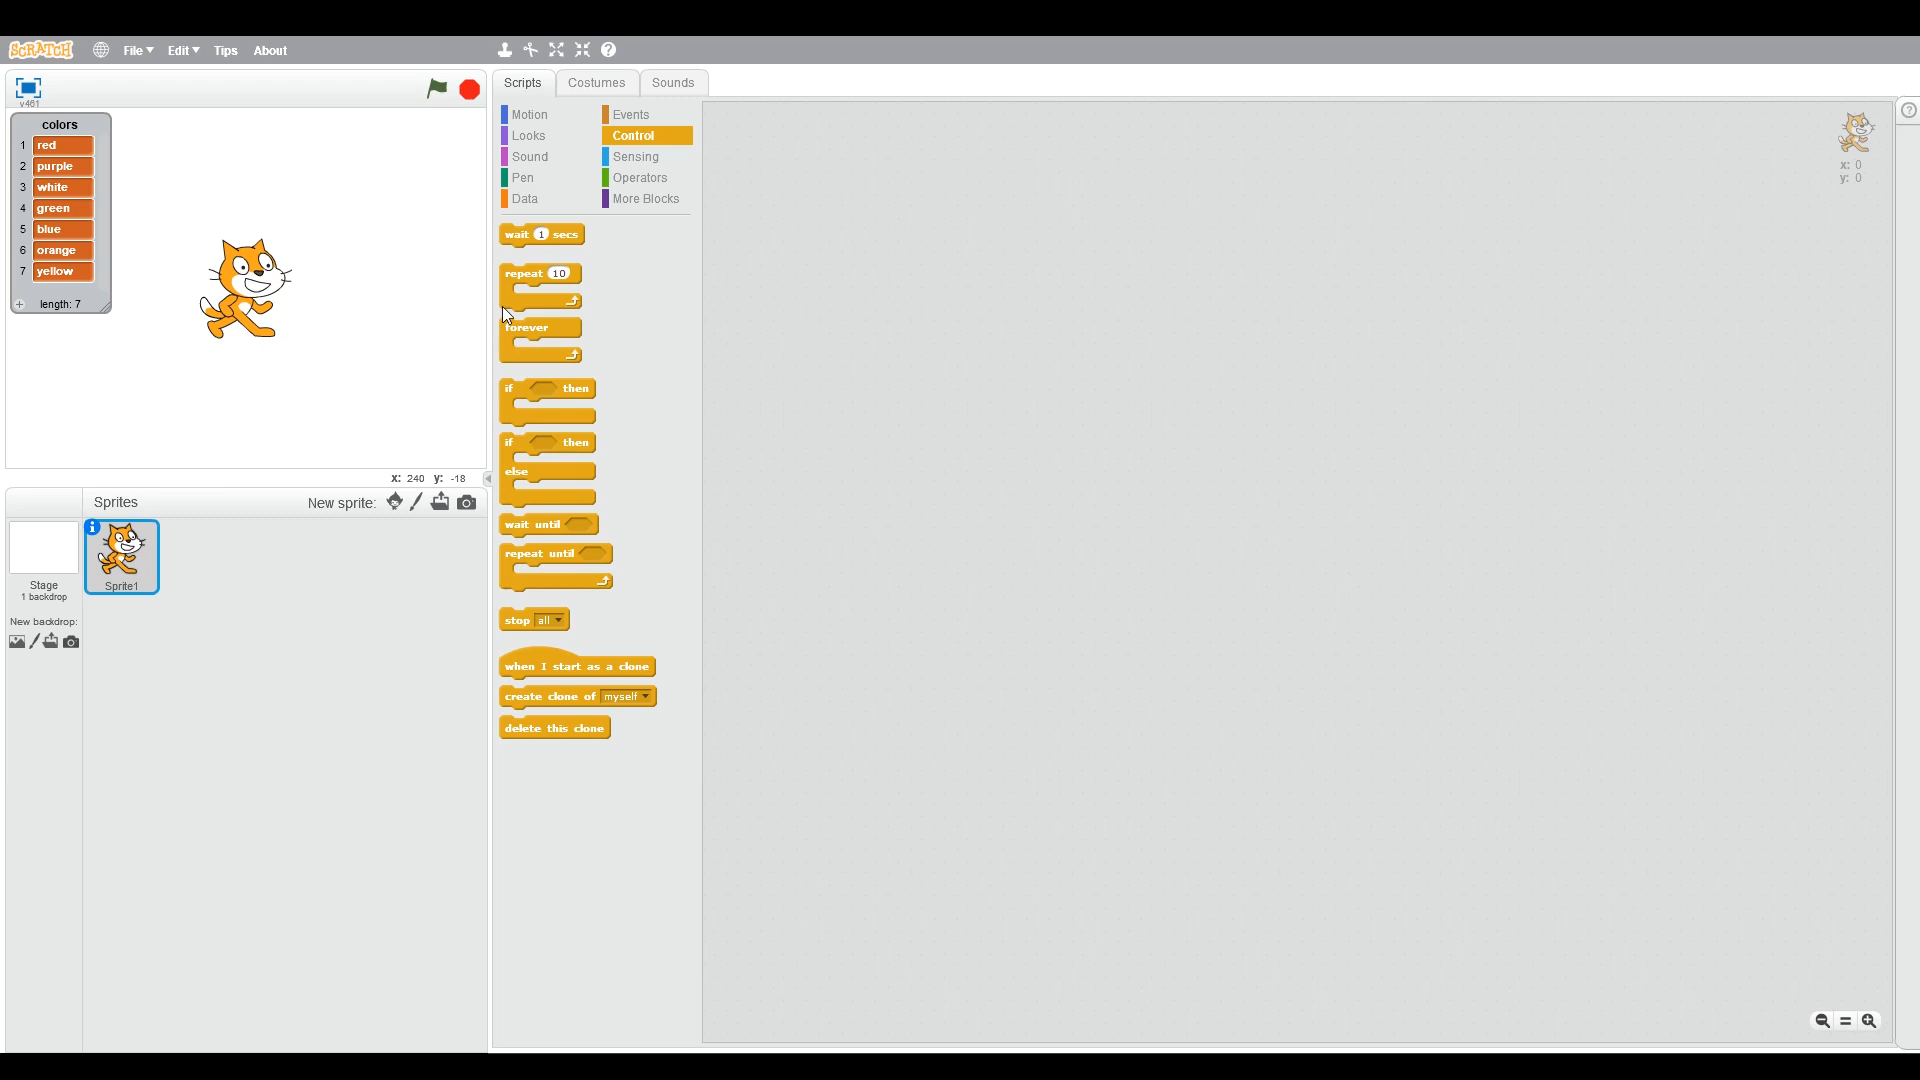 SCRATCH File Edit Tips About
v461
Scripts Costumes Sounds
colors
1 red
2 purple
3 white
4 green
5 blue
6 orange
7 yellow
+ length: 7
x: 240 y: -18
Sprites New sprite:
Sprite1
Stage
1 backdrop
New backdrop:
Motion Events
Looks Control
Sound Sensing
Pen Operators
Data More Blocks
wait 1 secs
repeat 10
forever
if then
if then
else
wait until
repeat until
stop all
when I start as a clone
create clone of myself
delete this clone
x: 0
y: 0